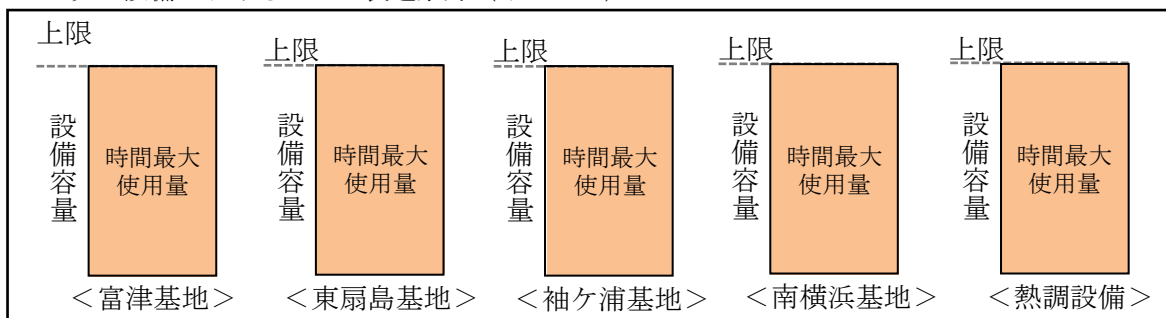 上限
上限
上限
上限
上限
設備容量
時間最大
使用量
設備容量
時間最大
使用量
設備容量
時間最大
使用量
設備容量
時間最大
使用量
設備容量
時間最大
使用量
＜富津基地＞
＜東扇島基地＞
＜袖ケ浦基地＞
＜南横浜基地＞
＜熱調設備＞